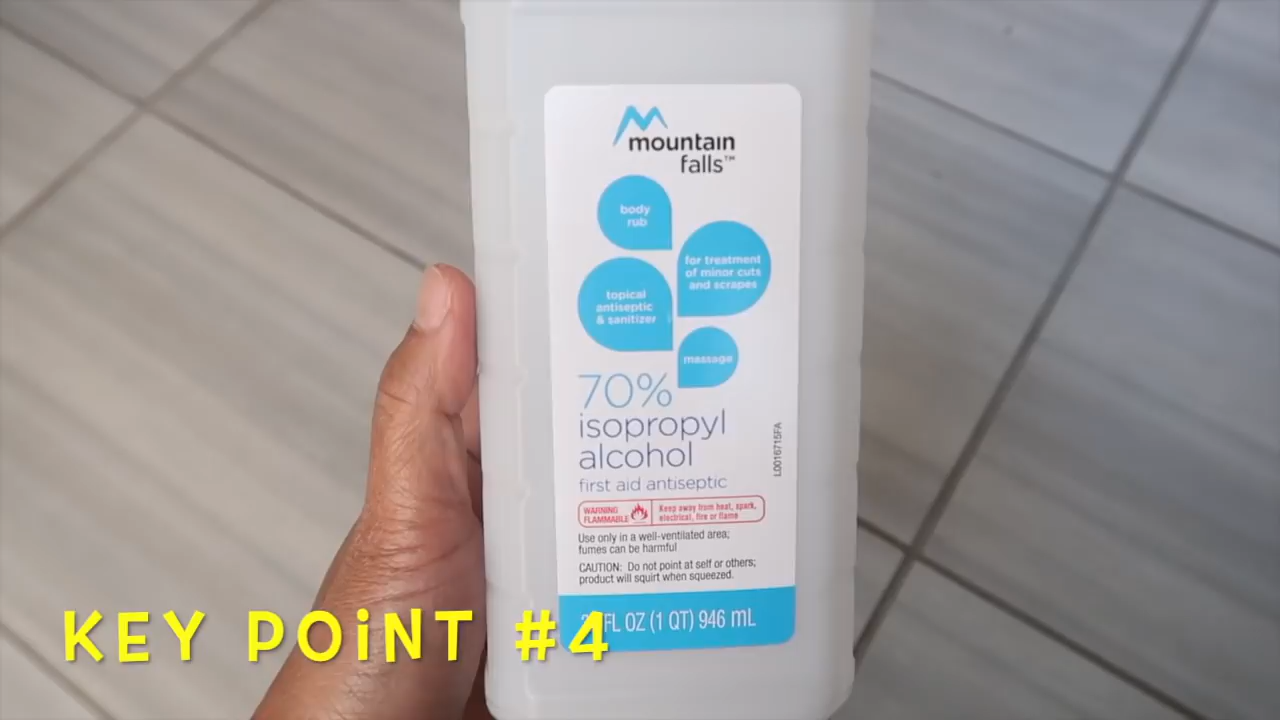 mountain
falls™
body
rub
for treatment
of minor cuts
and scrapes
topical
antiseptic
& sanitizer
massage
70%
isopropyl
alcohol
first aid antiseptic
L0016715FA
WARNING
FLAMMABLE
Keep away from heat, spark,
electrical, fire or flame
Use only in a well-ventilated area;
fumes can be harmful
CAUTION: Do not point at self or others;
product will squirt when squeezed.
FL OZ (1 QT) 946 mL
KEY POiNT #4